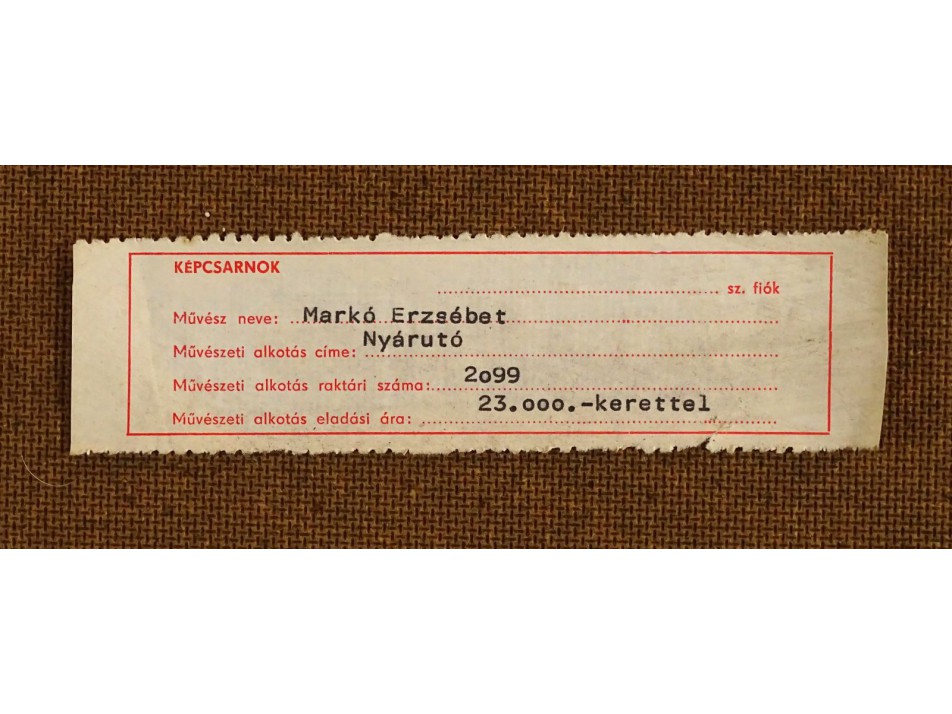 KÉPCSARNOK
sz. fiók
Művész neve: Markó Erzsébet
Művészeti alkotás címe: Nyárutó
Művészeti alkotás raktári száma: 2o99
Művészeti alkotás eladási ára: 23.ooo.-kerettel